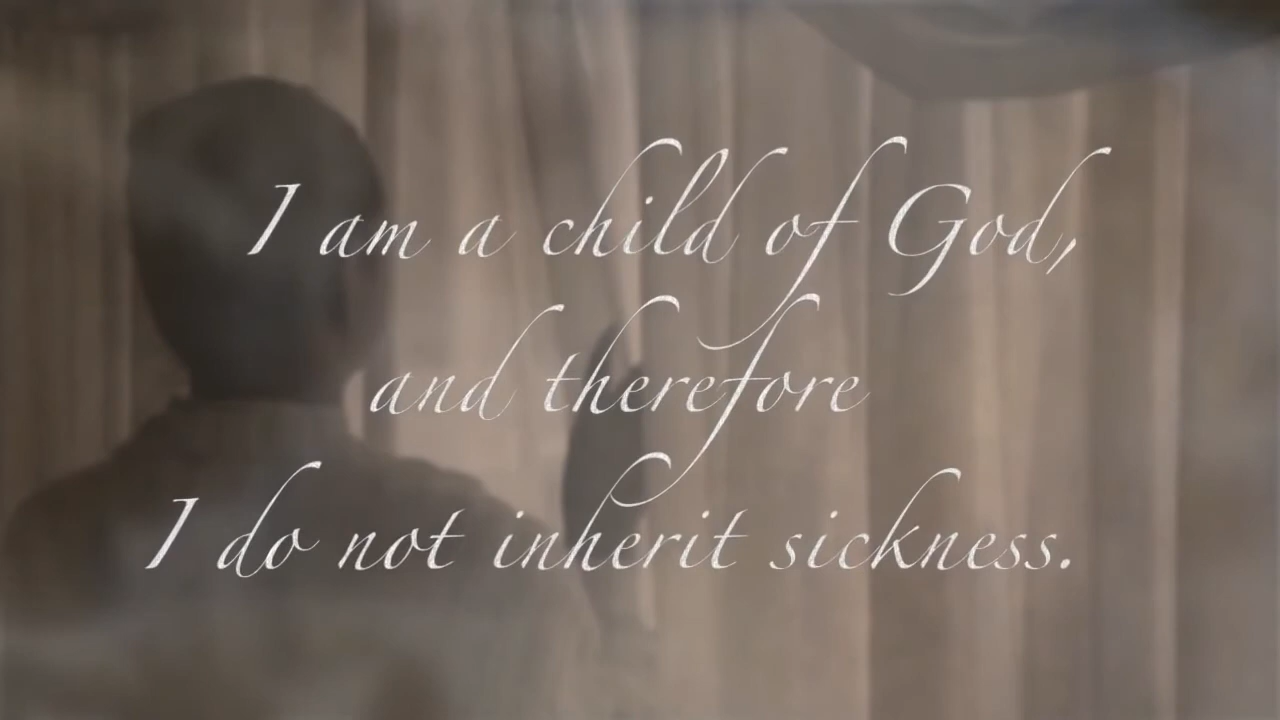 I am a child of God,
and therefore
I do not inherit sickness.